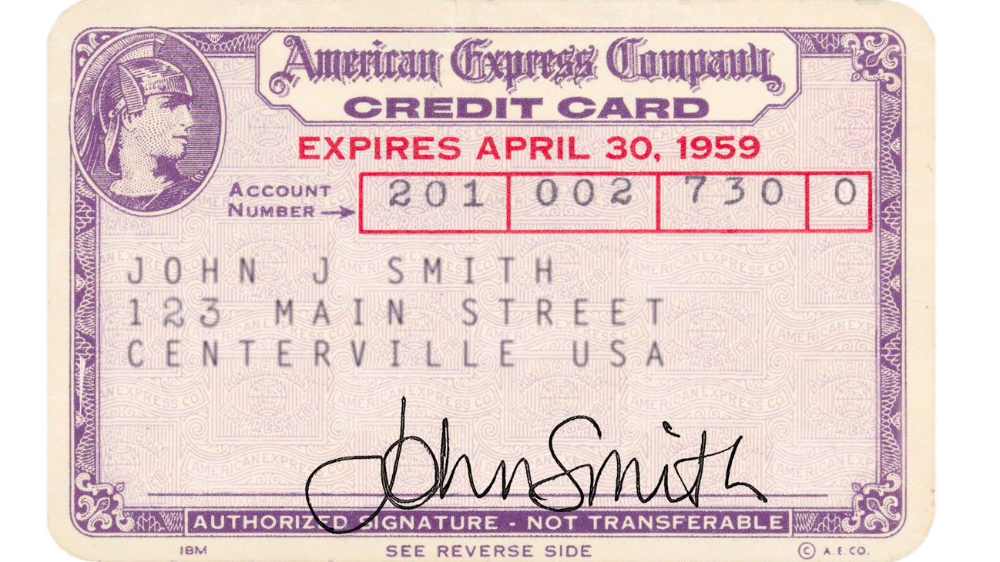 American Express Company
CREDIT CARD
EXPIRES APRIL 30, 1959
ACCOUNT NUMBER → 201 002 730 0
JOHN J SMITH
123 MAIN STREET
CENTERVILLE USA
John Smith
AUTHORIZED SIGNATURE - NOT TRANSFERABLE
IBM SEE REVERSE SIDE © A.E.CO.